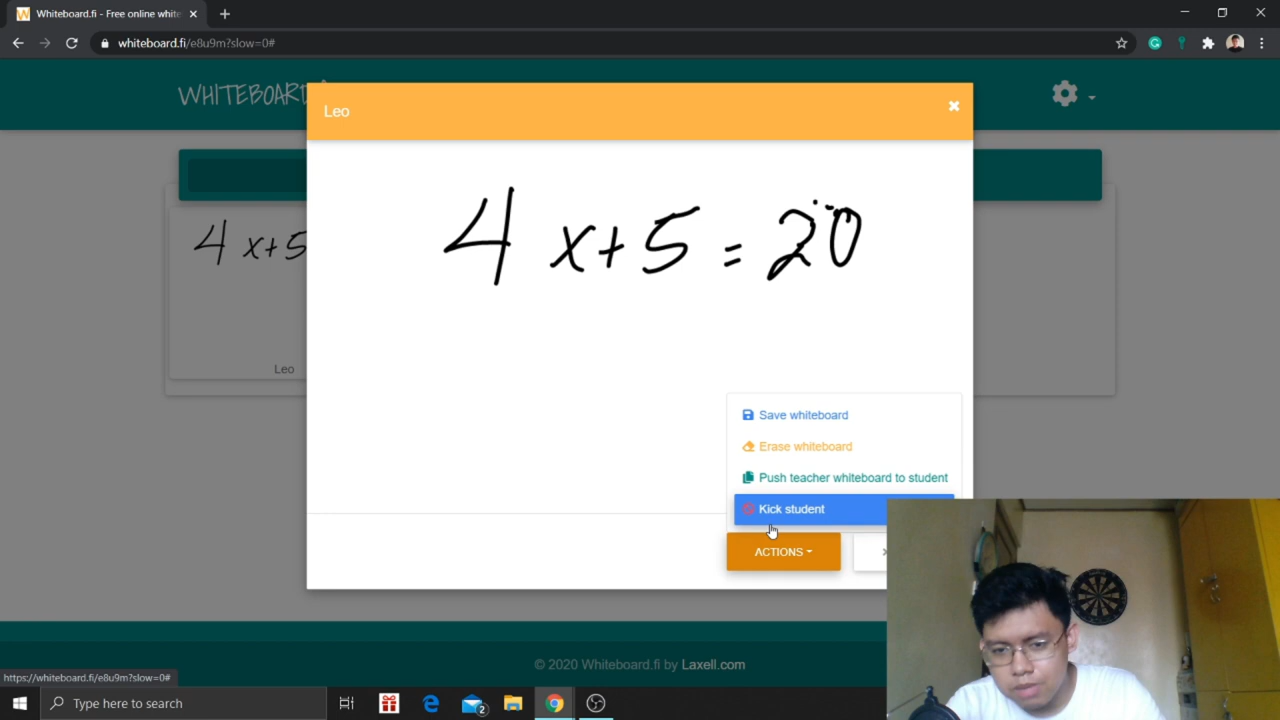 Whiteboard.fi - Free online white
whiteboard.fi/e8u9m?slow=0#
WHITEBOARD
Leo
4 x+5 = 20
4 x+5
Leo
Save whiteboard
Erase whiteboard
Push teacher whiteboard to student
Kick student
ACTIONS
© 2020 Whiteboard.fi by Laxell.com
https://whiteboard.fi/e8u9m?slow=0#
Type here to search
2